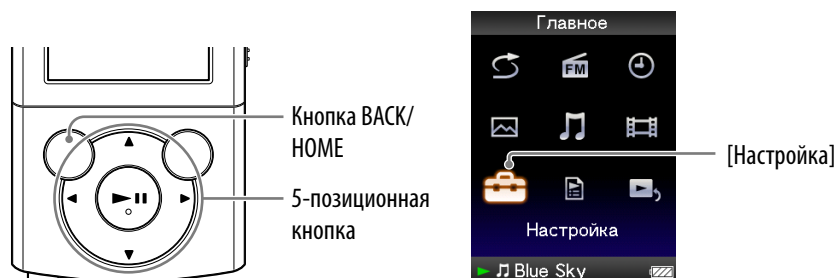 Кнопка BACK/
HOME
5-позиционная
кнопка
Главное
FM
Настройка
Blue Sky
[Настройка]